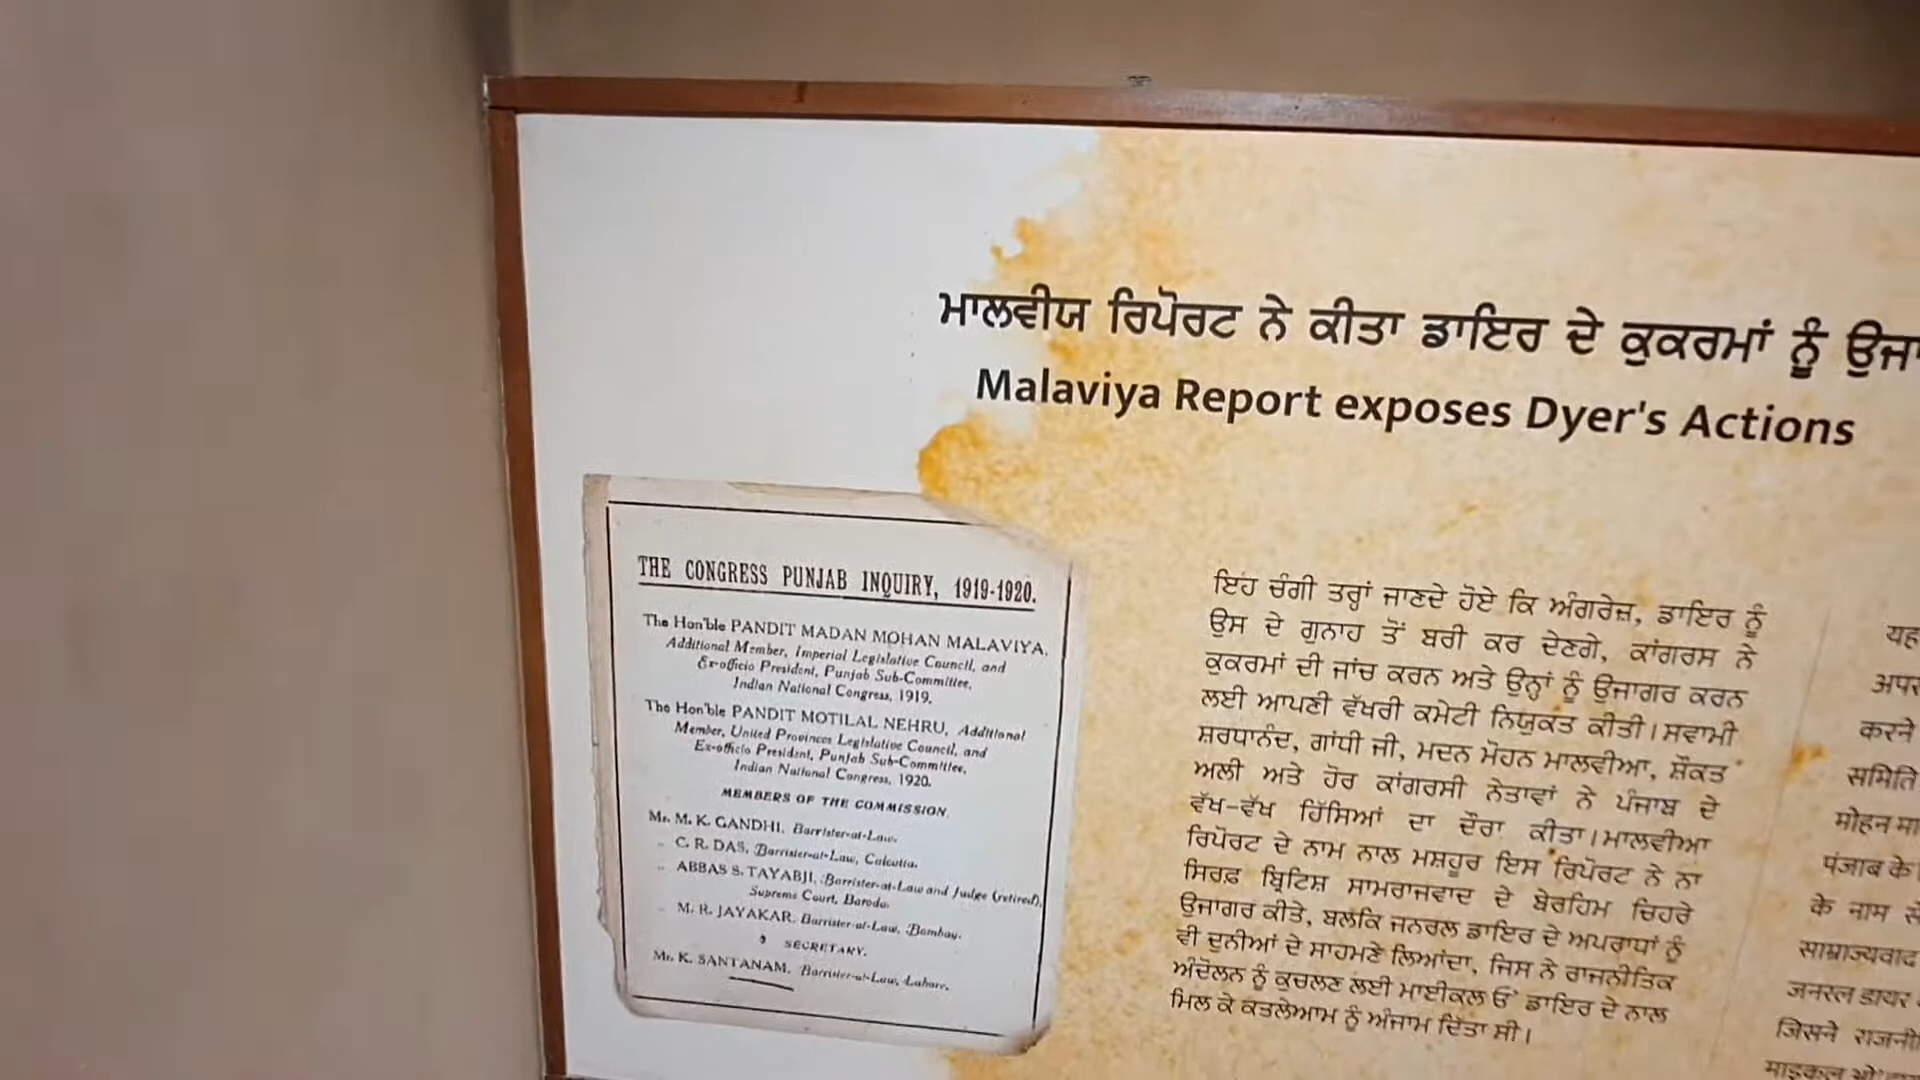 ਮਾਲਵੀਯ ਰਿਪੋਰਟ ਨੇ ਕੀਤਾ ਡਾਇਰ ਦੇ ਕੁਕਰਮਾਂ ਨੂੰ
Malaviya Report exposes Dyer's Actions
THE CONGRESS PUNJAB INQUIRY, 1919-1920.
The Hon'ble PANDIT MADAN MOHAN MALAVIYA,
Additional Member, Imperial Legislative Council, and
Ex-officio President, Punjab Sub-Committee,
Indian National Congress, 1919.
The Hon'ble PANDIT MOTILAL NEHRU, Additional
Member, United Provinces Legislative Council, and
Ex-officio President, Punjab Sub-Committee,
Indian National Congress, 1920.
MEMBERS OF THE COMMISSION
Mr. M. K. GANDHI, Barrister-at-Law.
„ C. R. DAS, Barrister-at-Law, Calcutta.
„ ABBAS S. TAYABJI, Barrister-at-Law and Judge (retired),
Supreme Court, Baroda.
„ M. R. JAYAKAR, Barrister-at-Law, Bombay.
SECRETARY.
Mr. K. SANTANAM, Barrister-at-Law, Lahore.
ਇਹ ਚੰਗੀ ਤਰ੍ਹਾਂ ਜਾਣਦੇ ਹੋਏ ਕਿ ਅੰਗਰੇਜ਼, ਡਾਇਰ ਨੂੰ
ਉਸ ਦੇ ਗੁਨਾਹ ਤੋਂ ਬਰੀ ਕਰ ਦੇਣਗੇ, ਕਾਂਗਰਸ ਨੇ
ਕੁਕਰਮਾਂ ਦੀ ਜਾਂਚ ਕਰਨ ਅਤੇ ਉਨ੍ਹਾਂ ਨੂੰ ਉਜਾਗਰ ਕਰਨ
ਲਈ ਆਪਣੀ ਵੱਖਰੀ ਕਮੇਟੀ ਨਿਯੁਕਤ ਕੀਤੀ। ਸਵਾਮੀ
ਸ਼ਰਧਾਨੰਦ, ਗਾਂਧੀ ਜੀ, ਮਦਨ ਮੋਹਨ ਮਾਲਵੀਆ, ਸ਼ੌਕਤ
ਅਲੀ ਅਤੇ ਹੋਰ ਕਾਂਗਰਸੀ ਨੇਤਾਵਾਂ ਨੇ ਪੰਜਾਬ ਦੇ
ਵੱਖ-ਵੱਖ ਹਿੱਸਿਆਂ ਦਾ ਦੌਰਾ ਕੀਤਾ। ਮਾਲਵੀਆ
ਰਿਪੋਰਟ ਦੇ ਨਾਮ ਨਾਲ ਮਸ਼ਹੂਰ ਇਸ ਰਿਪੋਰਟ ਨੇ ਨਾ
ਸਿਰਫ਼ ਬ੍ਰਿਟਿਸ਼ ਸਾਮਰਾਜਵਾਦ ਦੇ ਬੇਰਹਿਮ ਚਿਹਰੇ
ਉਜਾਗਰ ਕੀਤੇ, ਬਲਕਿ ਜਨਰਲ ਡਾਇਰ ਦੇ ਅਪਰਾਧਾਂ ਨੂੰ
ਵੀ ਦੁਨੀਆਂ ਦੇ ਸਾਹਮਣੇ ਲਿਆਂਦਾ, ਜਿਸ ਨੇ ਰਾਜਨੀਤਿਕ
ਅੰਦੋਲਨ ਨੂੰ ਕੁਚਲਣ ਲਈ ਮਾਈਕਲ ਓ' ਡਾਇਰ ਦੇ ਨਾਲ
ਮਿਲ ਕੇ ਕਤਲੇਆਮ ਨੂੰ ਅੰਜਾਮ ਦਿੱਤਾ ਸੀ।
यह
करने
समिति
मोहन
पंजाब के
के नाम
साम्राज्यवाद
जनरल डायर
जिसने